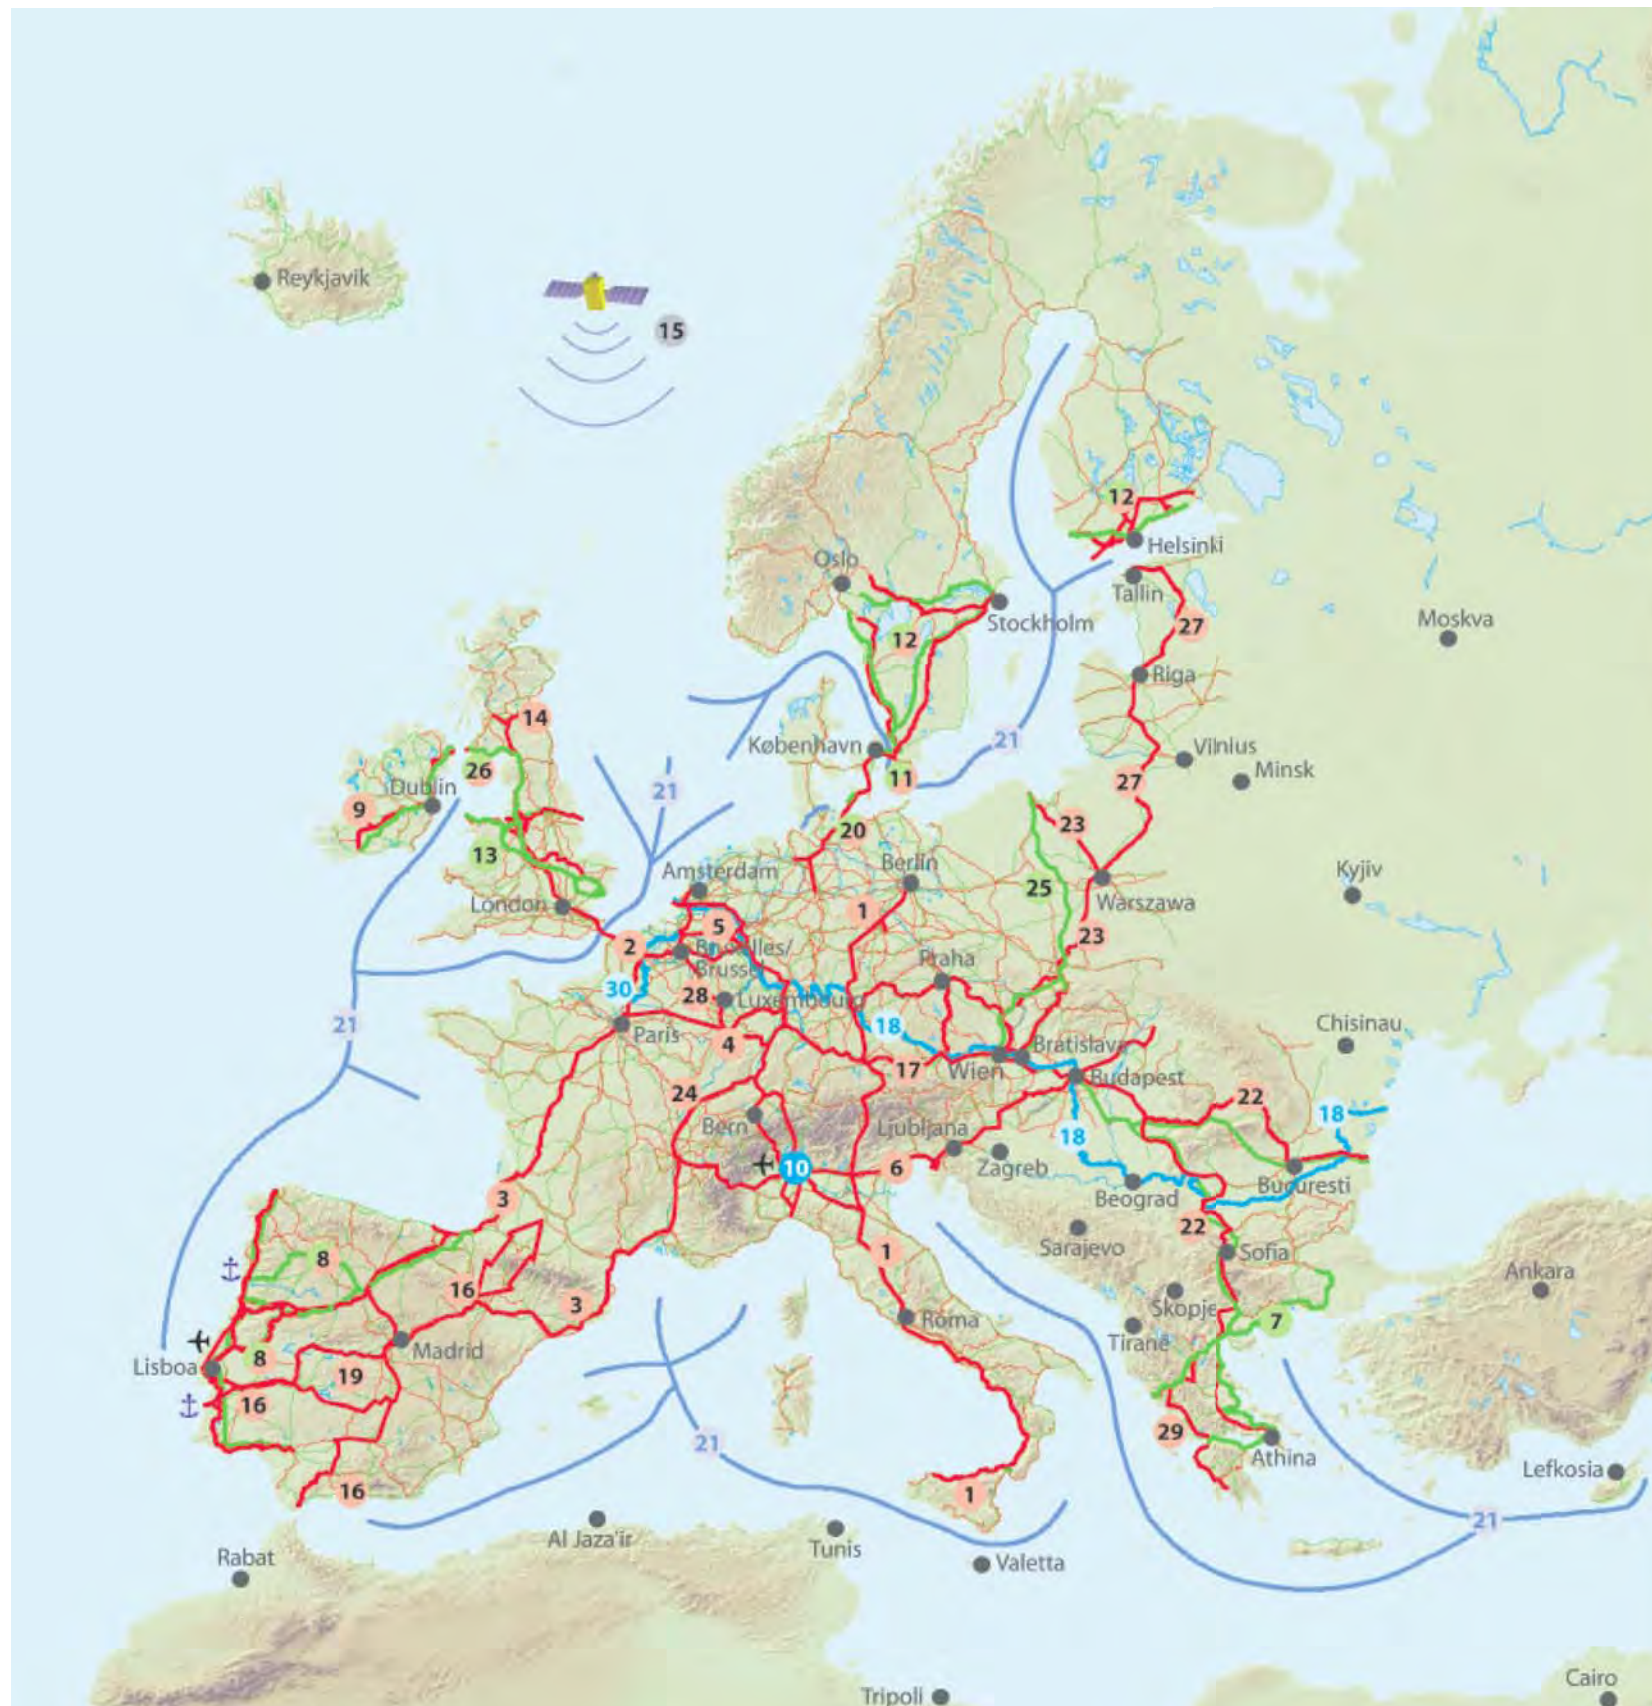 Reykjavik
15
12
Helsinki
Oslo
Tallin
Stockholm
Moskva
27
12
Riga
14
København
21
Vilnius
26
11
27
Minsk
Dublin
21
9
20
23
13
Berlin
Amsterdam
25
Kyjiv
London
1
Warszawa
5
23
2
Bruxelles/
Brussel
Praha
30
28
Luxembourg
21
18
Chisinau
Paris
4
Bratislava
17
Wien
Budapest
24
22
Bern
Ljubljana
18
18
10
6
Zagreb
Beograd
Bucuresti
3
22
Sarajevo
1
Sofia
8
16
3
Ankara
Skopje
Roma
7
Tirane
Madrid
Lisboa
8
19
16
29
21
Athina
Lefkosia
16
1
21
Al Jaza'ir
Tunis
Rabat
Valetta
Cairo
Tripoli